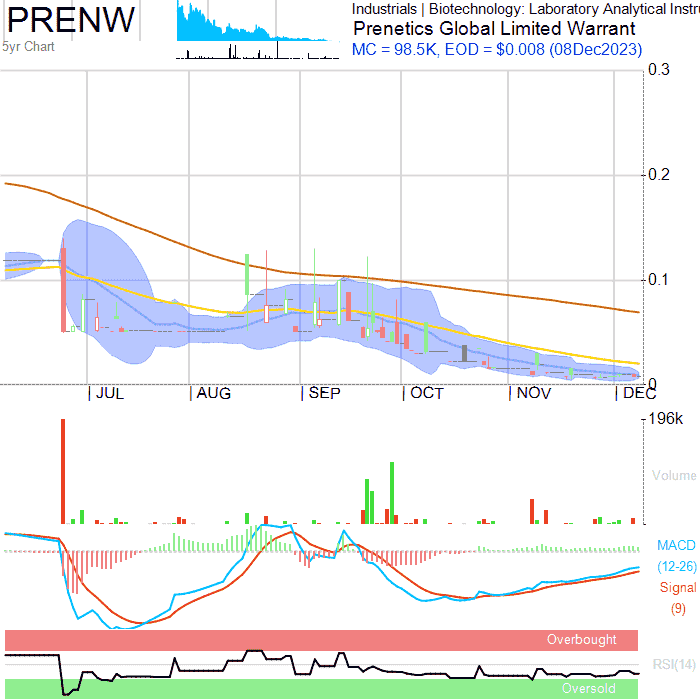 PRENW
5yr Chart
Industrials | Biotechnology: Laboratory Analytical Instru
Prenetics Global Limited Warrant
MC = 98.5K, EOD = $0.008 (08Dec2023)
0.3
0.2
0.1
0
JUL AUG SEP OCT NOV DEC
196k
Volume
MACD
(12-26)
Signal
(9)
Overbought
RSI(14)
Oversold